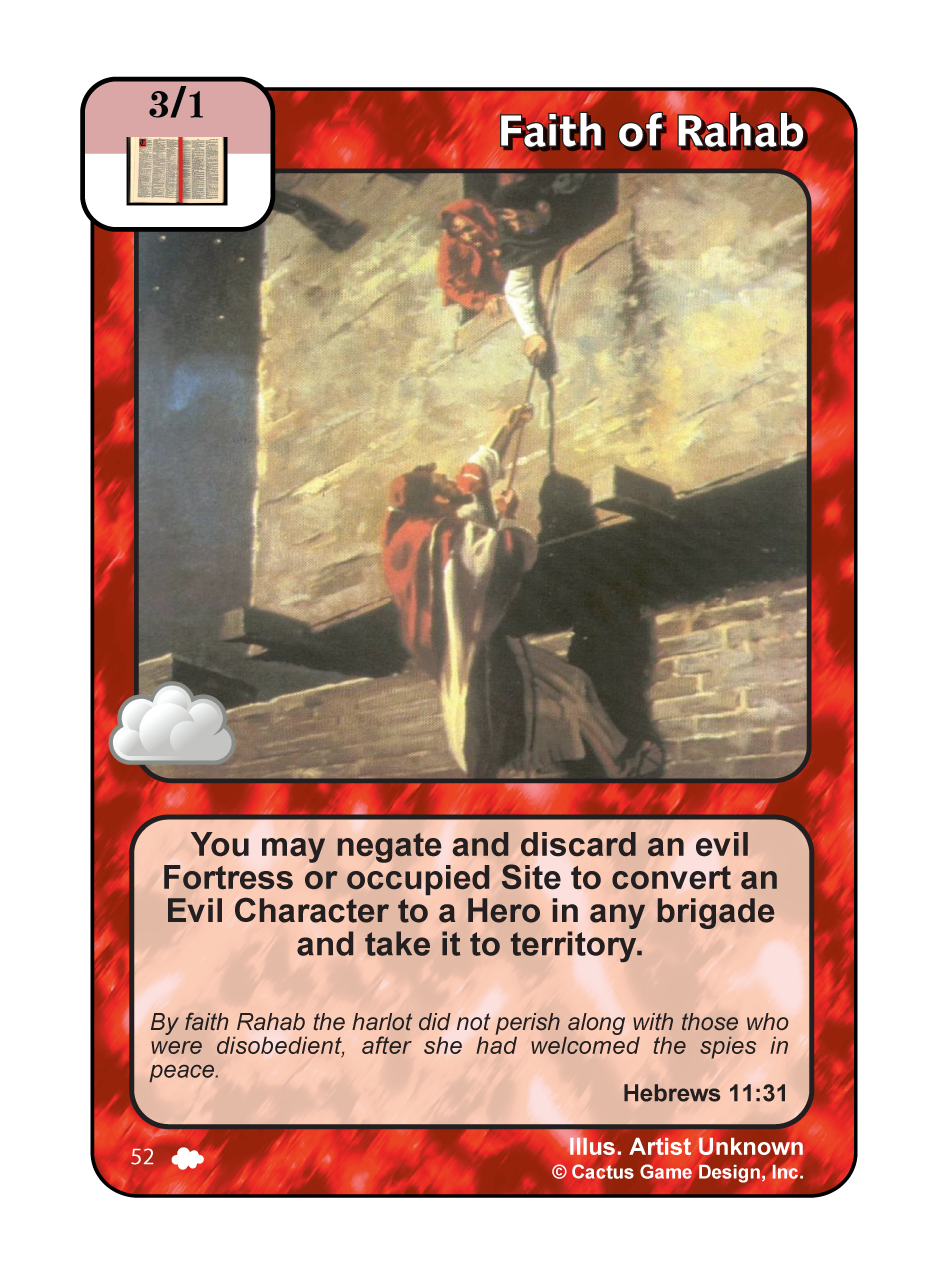 3/1
Faith of Rahab
You may negate and discard an evil
Fortress or occupied Site to convert an
Evil Character to a Hero in any brigade
and take it to territory.
By faith Rahab the harlot did not perish along with those who
were disobedient, after she had welcomed the spies in
peace.
Hebrews 11:31
52
Illus. Artist Unknown
© Cactus Game Design, Inc.